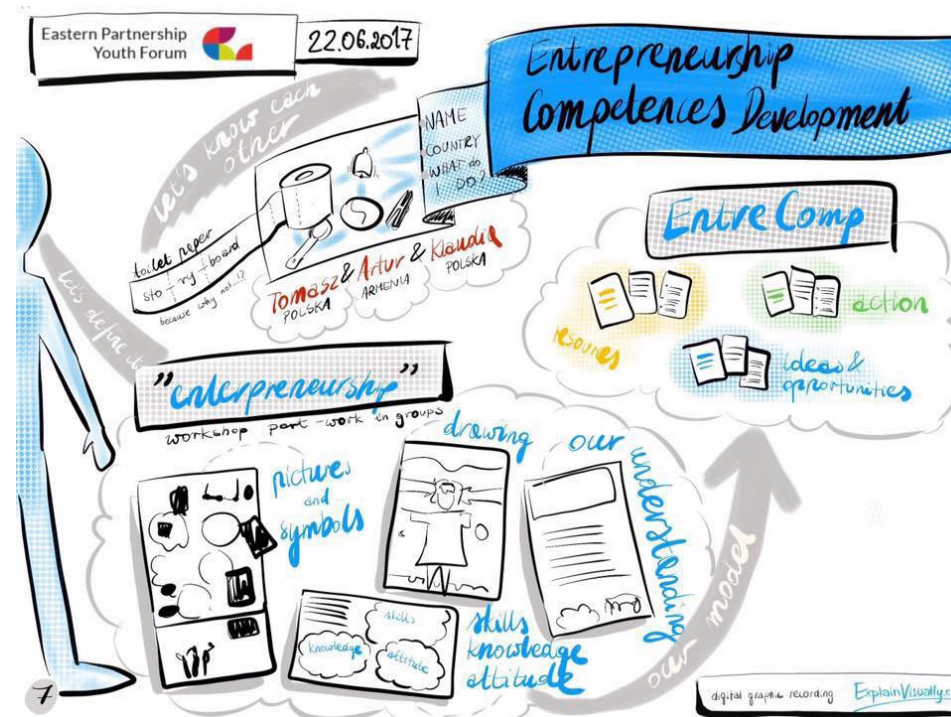 Eastern Partnership
Youth Forum
22.06.2017
Entrepreneurship
Competences Development
let's know each
other
NAME
COUNTRY
WHAT do
I DO?
toilet paper
sto-ry-board
because why not...!?
Tomasz & Artur & Klaudia
POLSKA
ARMENIA
POLSKA
let's define it
"enterpreneurship"
workshop part - work in groups
pictures
and
symbols
drawing
our understanding
skills
knowledge
attitude
skills
knowledge
attitude
our model
Entre Comp
resources
action
ideas &
opportunities
7
digital graphic recording
ExplainVisually.c